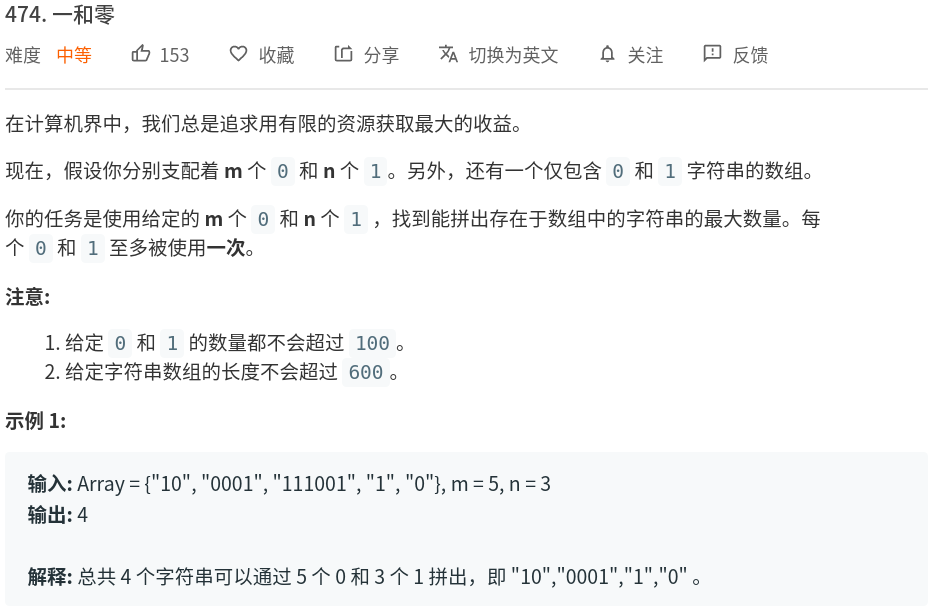 474. 一和零
难度 中等 153 收藏 分享 切换为英文 关注 反馈
在计算机界中，我们总是追求用有限的资源获取最大的收益。
现在，假设你分别支配着 m 个 0 和 n 个 1。另外，还有一个仅包含 0 和 1 字符串的数组。
你的任务是使用给定的 m 个 0 和 n 个 1 ，找到能拼出存在于数组中的字符串的最大数量。每
个 0 和 1 至多被使用一次。
注意:
1. 给定 0 和 1 的数量都不会超过 100。
2. 给定字符串数组的长度不会超过 600。
示例 1:
输入: Array = {"10", "0001", "111001", "1", "0"}, m = 5, n = 3
输出: 4
解释: 总共 4 个字符串可以通过 5 个 0 和 3 个 1 拼出，即 "10","0001","1","0" 。